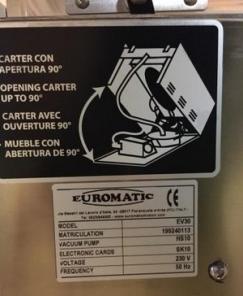 CARTER CON
APERTURA 90°
OPENING CARTER
UP TO 90°
CARTER AVEC
OUVERTURE 90°
- MUEBLE CON
ABERTURA DE 90°
EUROMATIC CE
MODEL EV30
MATRICULATION 199240113
VACUUM PUMP HS10
ELECTRONIC CARDS SK10
VOLTAGE 230 V
FREQUENCY 50 Hz